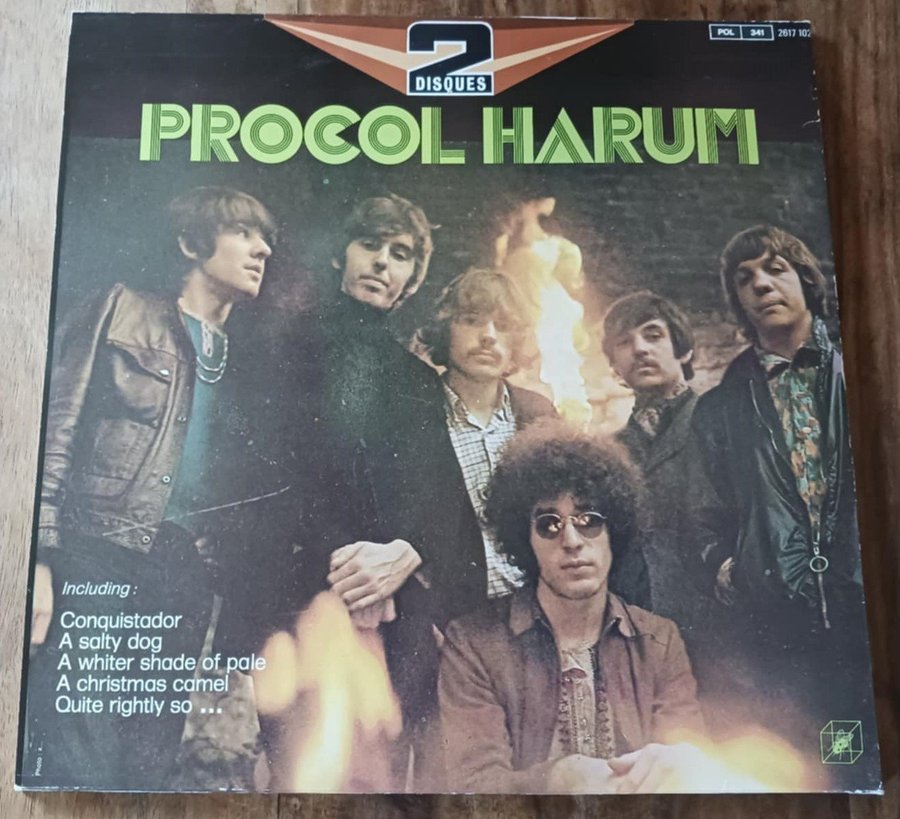 2
DISQUES
POL 341 2617 102
PROCOL HARUM
Including :
Conquistador
A salty dog
A whiter shade of pale
A christmas camel
Quite rightly so ...
Photo : x.